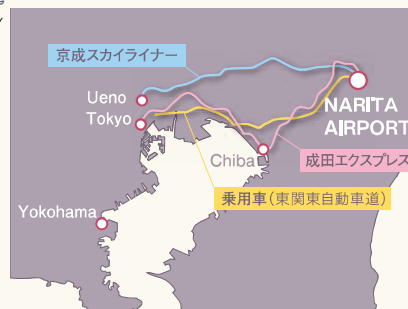 京成スカイライナー
Ueno
Tokyo
NARITA
AIRPORT
Chiba
成田エクスプレス
乗用車(東関東自動車道)
Yokohama